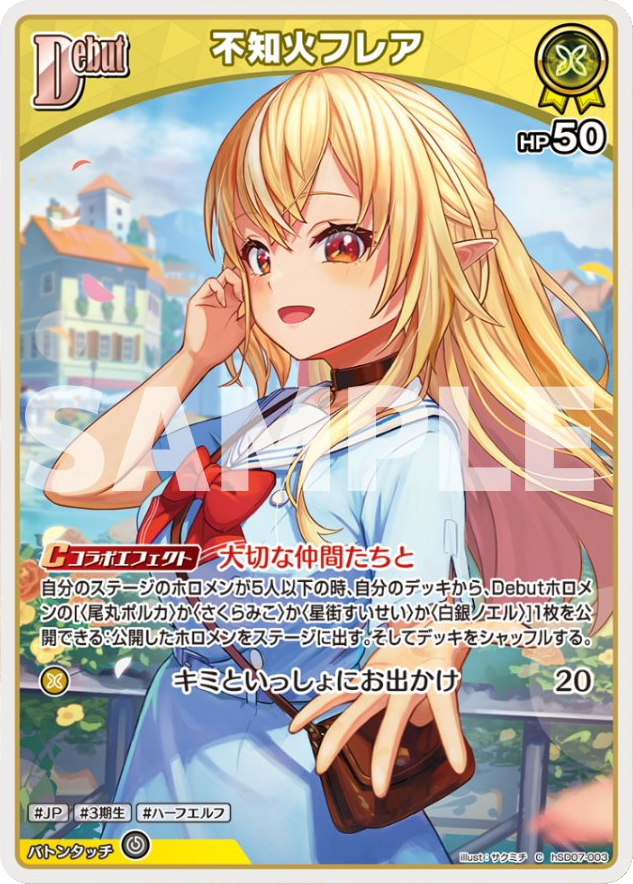 Debut
不知火フレア
HP50
SAMPLE
コラボエフェクト 大切な仲間たちと
自分のステージのホロメンが5人以下の時、自分のデッキから、Debutホロメ
ンの[〈尾丸ポルカ〉か〈さくらみこ〉か〈星街すいせい〉か〈白銀ノエル〉]1枚を公
開できる:公開したホロメンをステージに出す。そしてデッキをシャッフルする。
キミといっしょにお出かけ 20
#JP #3期生 #ハーフエルフ
バトンタッチ
illust:サクミチ C hSD07-003